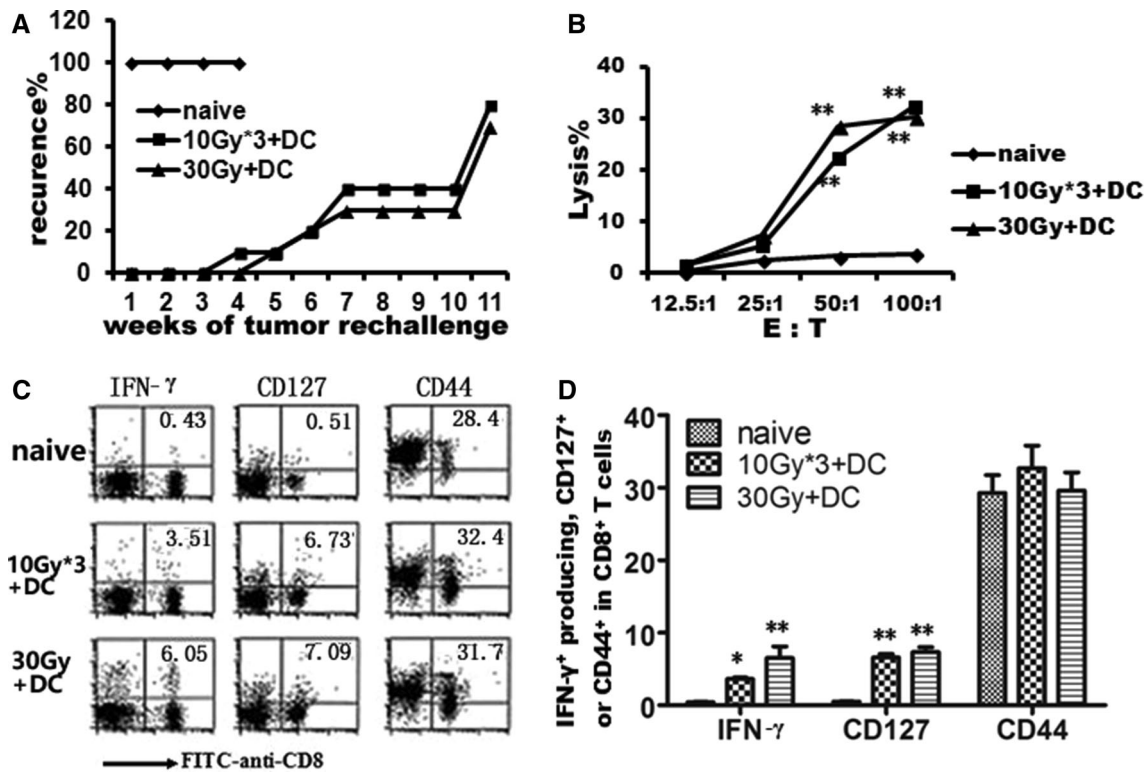 A
120
100
80
60
40
20
0
recurence%
naive
10Gy*3+DC
30Gy+DC
1 2 3 4 5 6 7 8 9 10 11
weeks of tumor rechallenge
B
40
30
20
10
0
Lysis%
**
**
**
**
naive
10Gy*3+DC
30Gy+DC
12.5:1 25:1 50:1 100:1
E : T
C
IFN-γ CD127 CD44
naive
0.43 0.51 28.4
10Gy*3
+DC
3.51 6.73 32.4
30Gy
+DC
6.05 7.09 31.7
FITC-anti-CD8
D
IFN-γ⁺ producing, CD127⁺
or CD44⁺ in CD8⁺ T cells
40
30
20
10
0
naive
10Gy*3+DC
30Gy+DC
* ** ** **
IFN-γ CD127 CD44